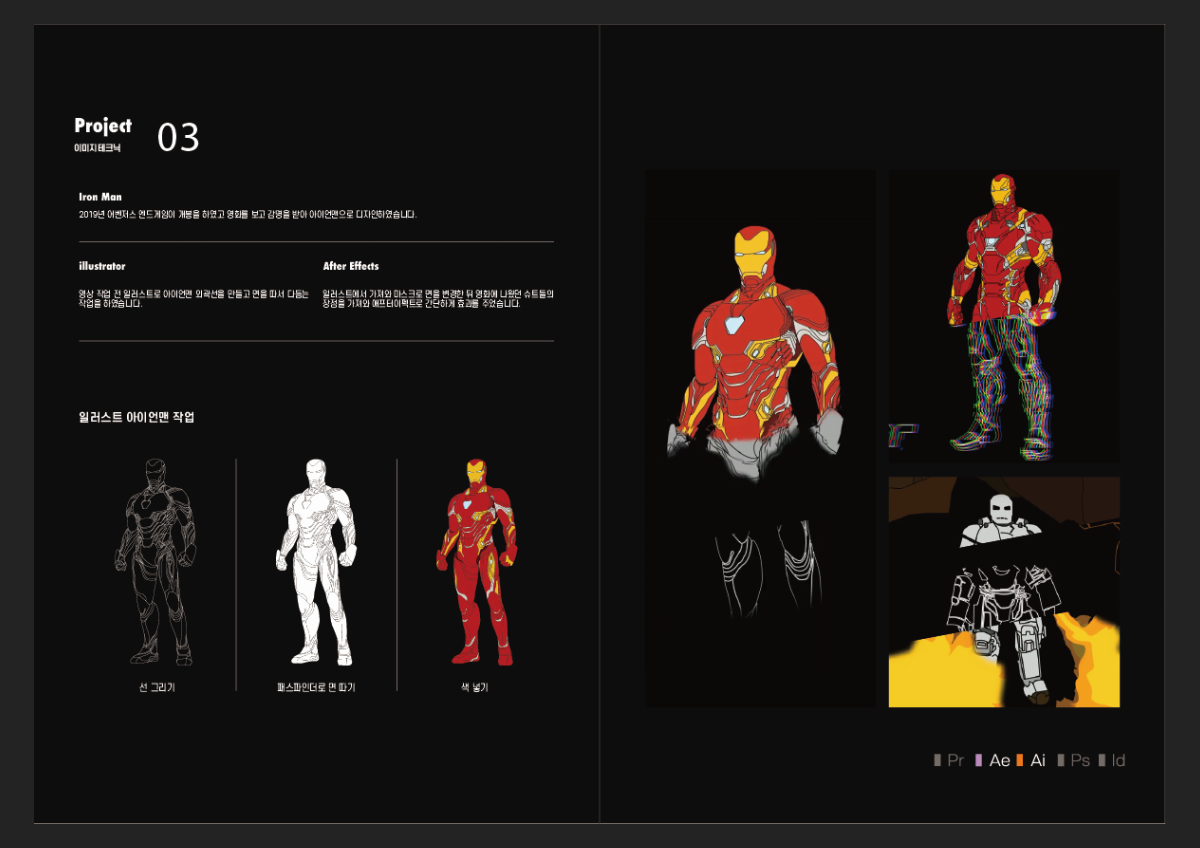 Project 03
이미지테크닉
Iron Man
2019년 어벤저스 엔드게임이 개봉을 하였고 영화를 보고 감명을 받아 아이언맨으로 디자인하였습니다.
illustrator
영상 작업 전 일러스트로 아이언맨 외곽선을 만들고 면을 따서 다듬는
작업을 하였습니다.
After Effects
일러스트에서 가져와 마스크로 면을 변경한 뒤 영화에 나왔던 슈트들의
장점을 가져와 애프터이펙트로 간단하게 효과를 주었습니다.
일러스트 아이언맨 작업
선 그리기
패스파인더로 면 따기
색 넣기
Pr Ae Ai Ps Id